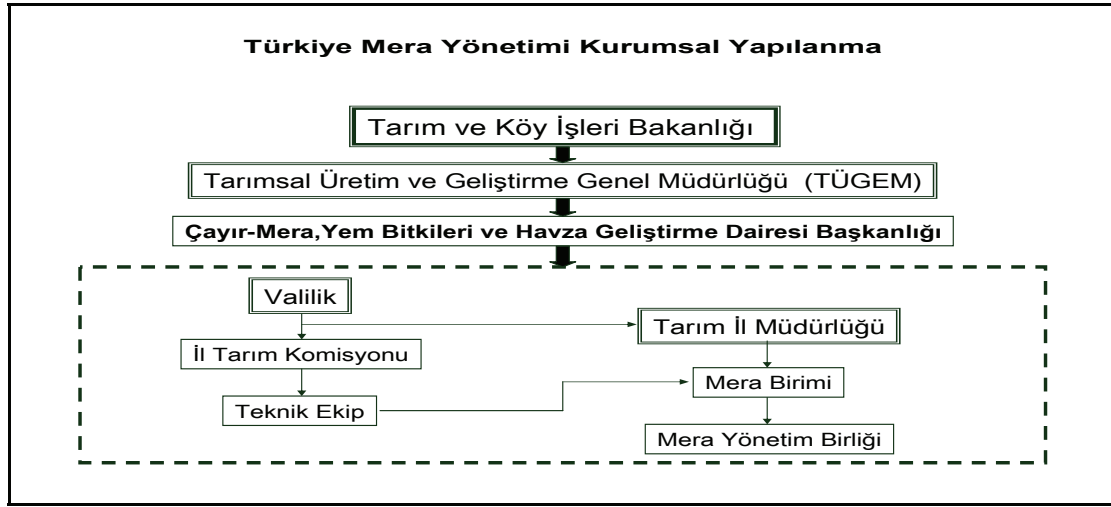 Türkiye Mera Yönetimi Kurumsal Yapılanma
Tarım ve Köy İşleri Bakanlığı
Tarımsal Üretim ve Geliştirme Genel Müdürlüğü (TÜGEM)
Çayır-Mera,Yem Bitkileri ve Havza Geliştirme Dairesi Başkanlığı
Valilik
Tarım İl Müdürlüğü
İl Tarım Komisyonu
Mera Birimi
Teknik Ekip
Mera Yönetim Birliği